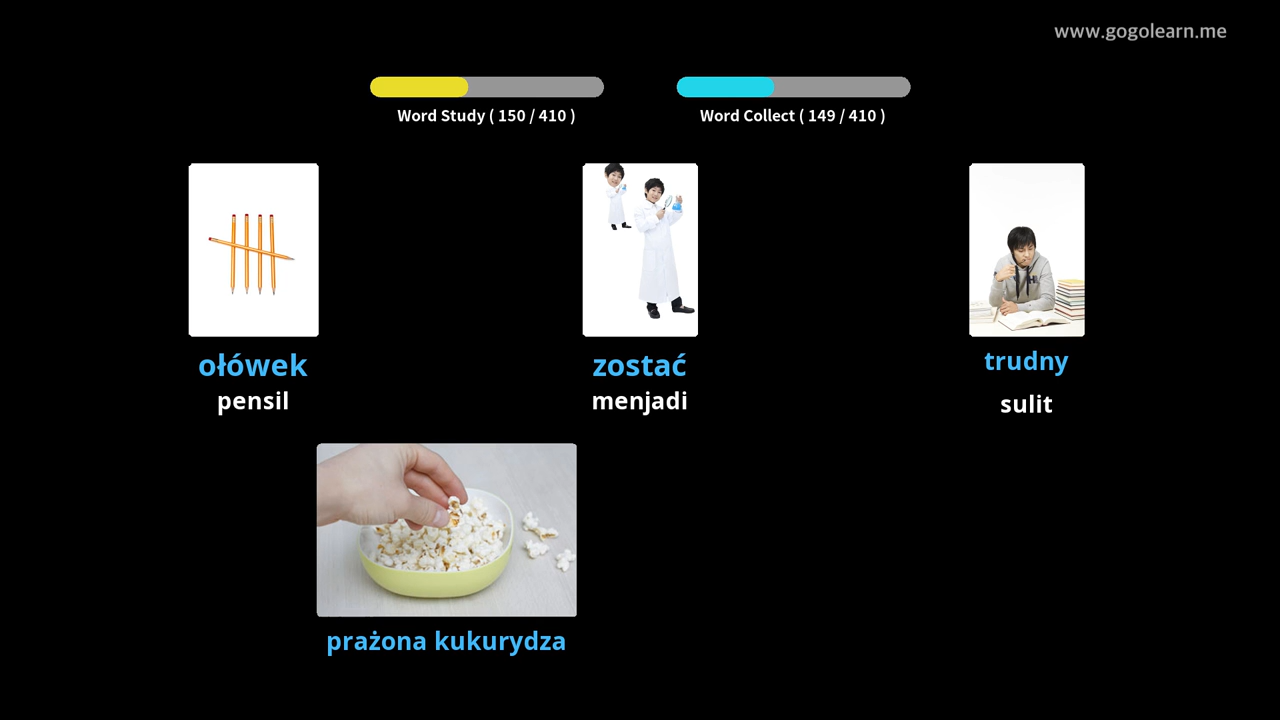 www.gogolearn.me
Word Study ( 150 / 410 )
Word Collect ( 149 / 410 )
ołówek
pensil
zostać
menjadi
trudny
sulit
prażona kukurydza